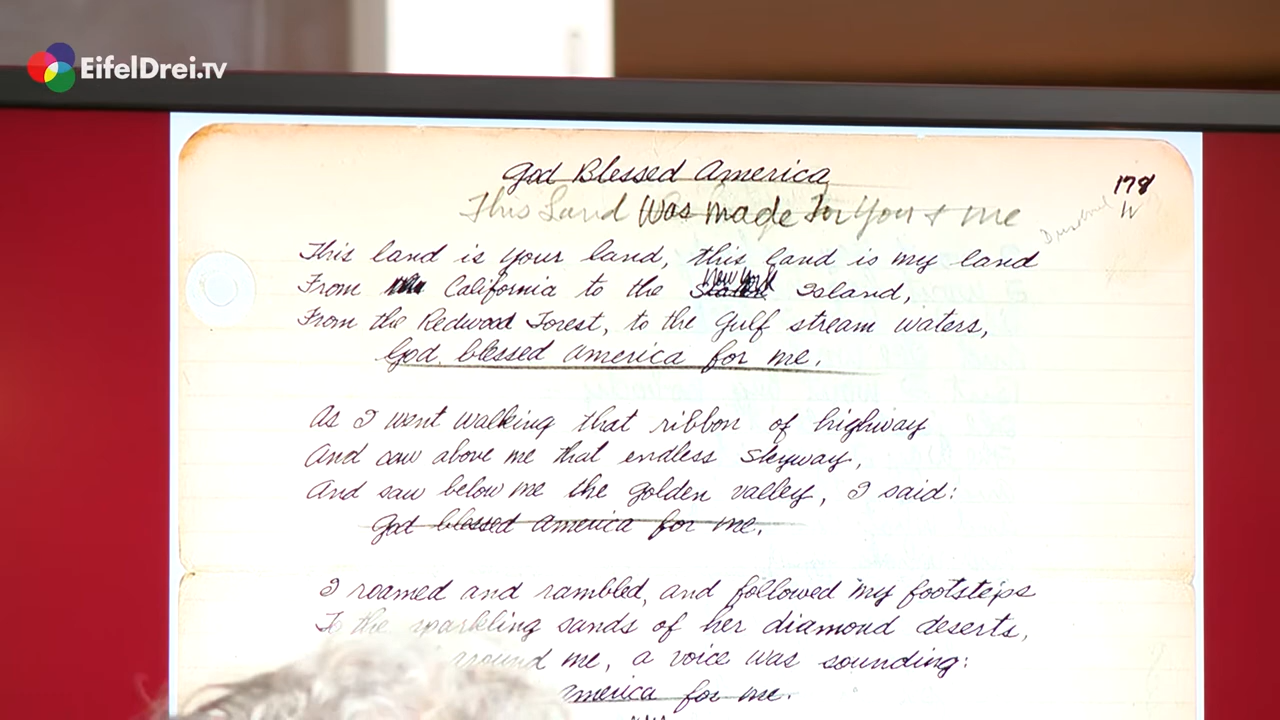 EifelDrei.TV
God Blessed America
This Land Was made For You & me
178
This land is your land, this land is my land
From California to the Staten New York Island,
From the Redwood Forest, to the Gulf stream waters,
God blessed America for me.
As I went walking that ribbon of highway
And saw above me that endless skyway,
And saw below me the golden valley, I said:
God blessed America for me.
I roamed and rambled, and followed my footsteps
To the sparkling sands of her diamond deserts,
around me, a voice was sounding:
america for me.